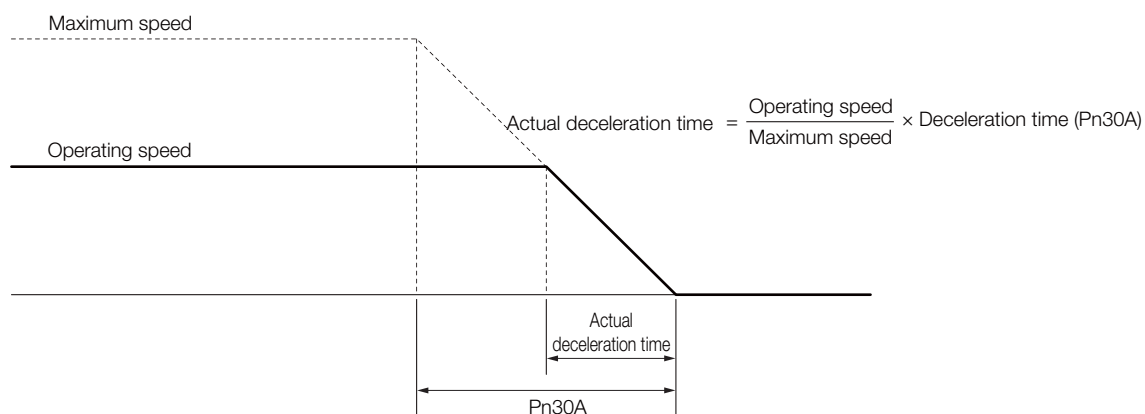 Maximum speed
Actual deceleration time = Operating speed / Maximum speed × Deceleration time (Pn30A)
Operating speed
Actual
deceleration time
Pn30A